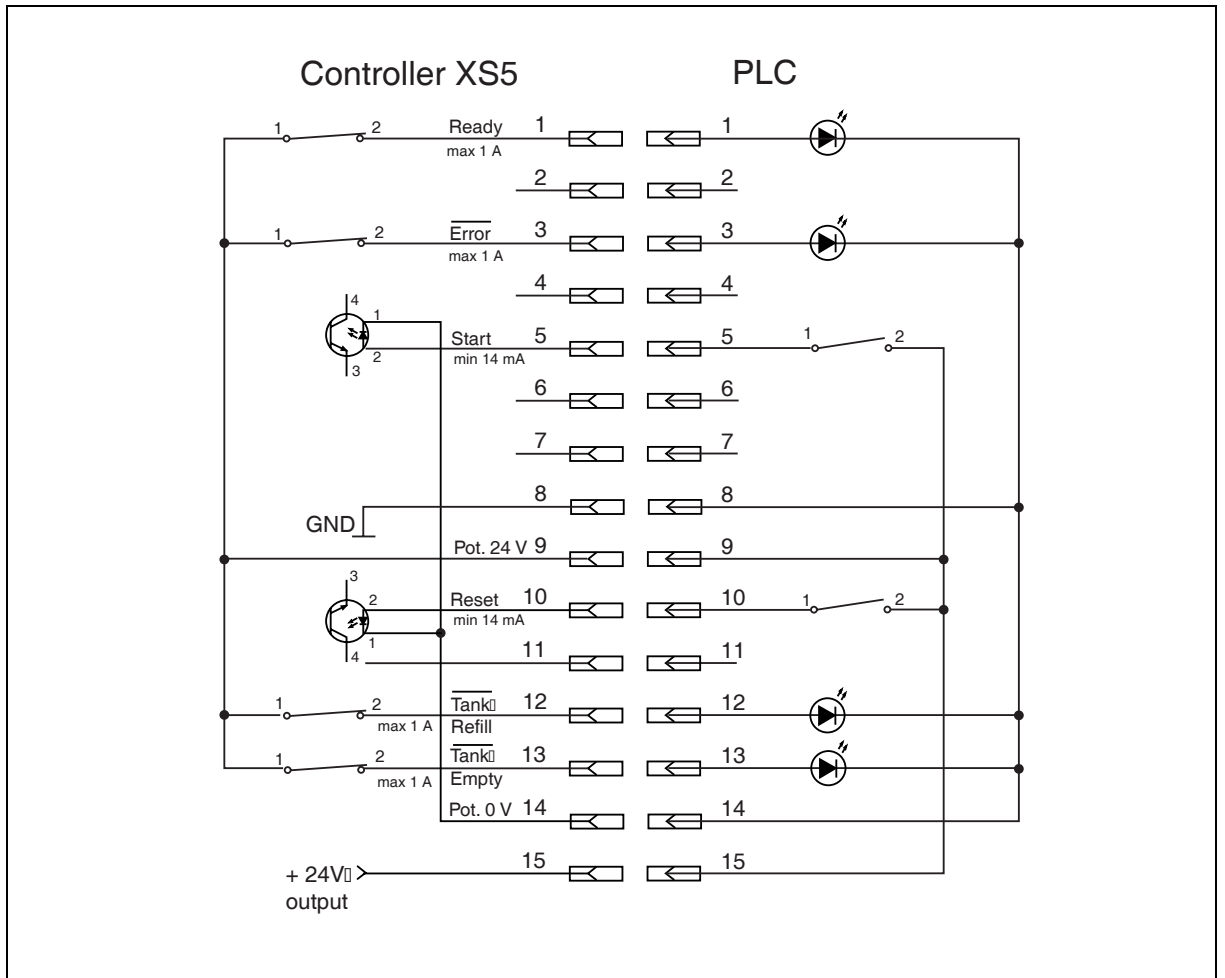 Controller XS5 PLC
1 2 Ready 1 1
max 1 A
2 2
1 2 Error 3 3
max 1 A
4 4
4
1
Start 5 5 1 2
2 min 14 mA
3
6 6
7 7
8 8
GND
Pot. 24 V 9 9
3
2 Reset 10 10 1 2
min 14 mA
1
4 11 11
1 2 Tank 12 12
max 1 A Refill
1 2 Tank 13 13
max 1 A Empty
Pot. 0 V 14 14
15 15
+ 24V
output